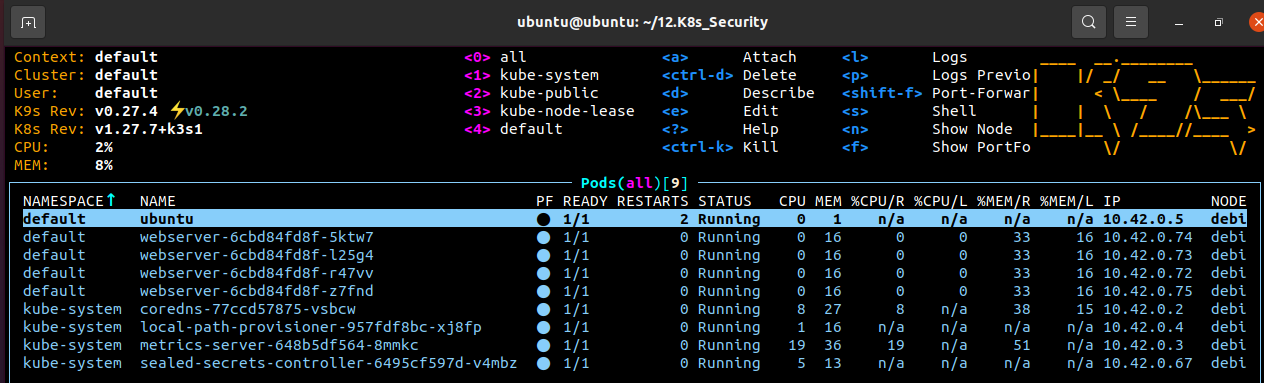 ubuntu@ubuntu: ~/12.K8s_Security
Context: default <0> all <a> Attach <l> Logs
Cluster: default <1> kube-system <ctrl-d> Delete <p> Logs Previo
User: default <2> kube-public <d> Describe <shift-f> Port-Forwar
K9s Rev: v0.27.4 ⚡v0.28.2 <3> kube-node-lease <e> Edit <s> Shell
K8s Rev: v1.27.7+k3s1 <4> default <?> Help <n> Show Node
CPU: 2% <ctrl-k> Kill <f> Show PortFo
MEM: 8%
Pods(all)[9]
NAMESPACE↑ NAME PF READY RESTARTS STATUS CPU MEM %CPU/R %CPU/L %MEM/R %MEM/L IP NODE
default ubuntu ● 1/1 2 Running 0 1 n/a n/a n/a n/a 10.42.0.5 debi
default webserver-6cbd84fd8f-5ktw7 ● 1/1 0 Running 0 16 0 0 33 16 10.42.0.74 debi
default webserver-6cbd84fd8f-l25g4 ● 1/1 0 Running 0 16 0 0 33 16 10.42.0.73 debi
default webserver-6cbd84fd8f-r47vv ● 1/1 0 Running 0 16 0 0 33 16 10.42.0.72 debi
default webserver-6cbd84fd8f-z7fnd ● 1/1 0 Running 0 16 0 0 33 16 10.42.0.75 debi
kube-system coredns-77ccd57875-vsbcw ● 1/1 0 Running 8 27 8 n/a 38 15 10.42.0.2 debi
kube-system local-path-provisioner-957fdf8bc-xj8fp ● 1/1 0 Running 1 16 n/a n/a n/a n/a 10.42.0.4 debi
kube-system metrics-server-648b5df564-8mmkc ● 1/1 0 Running 19 36 19 n/a 51 n/a 10.42.0.3 debi
kube-system sealed-secrets-controller-6495cf597d-v4mbz ● 1/1 0 Running 5 13 n/a n/a n/a n/a 10.42.0.67 debi